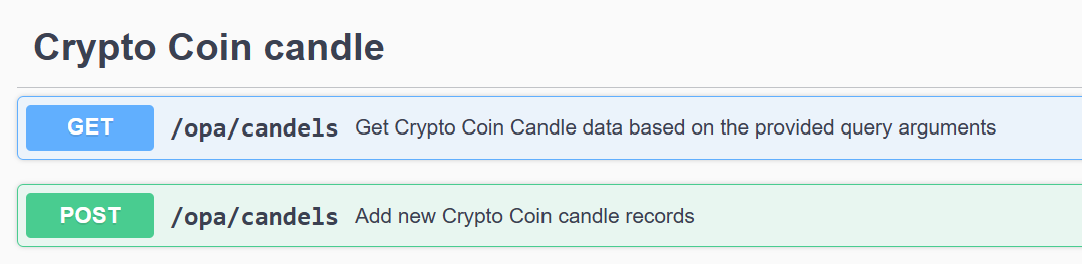 Crypto Coin candle
GET /opa/candels Get Crypto Coin Candle data based on the provided query arguments
POST /opa/candels Add new Crypto Coin candle records